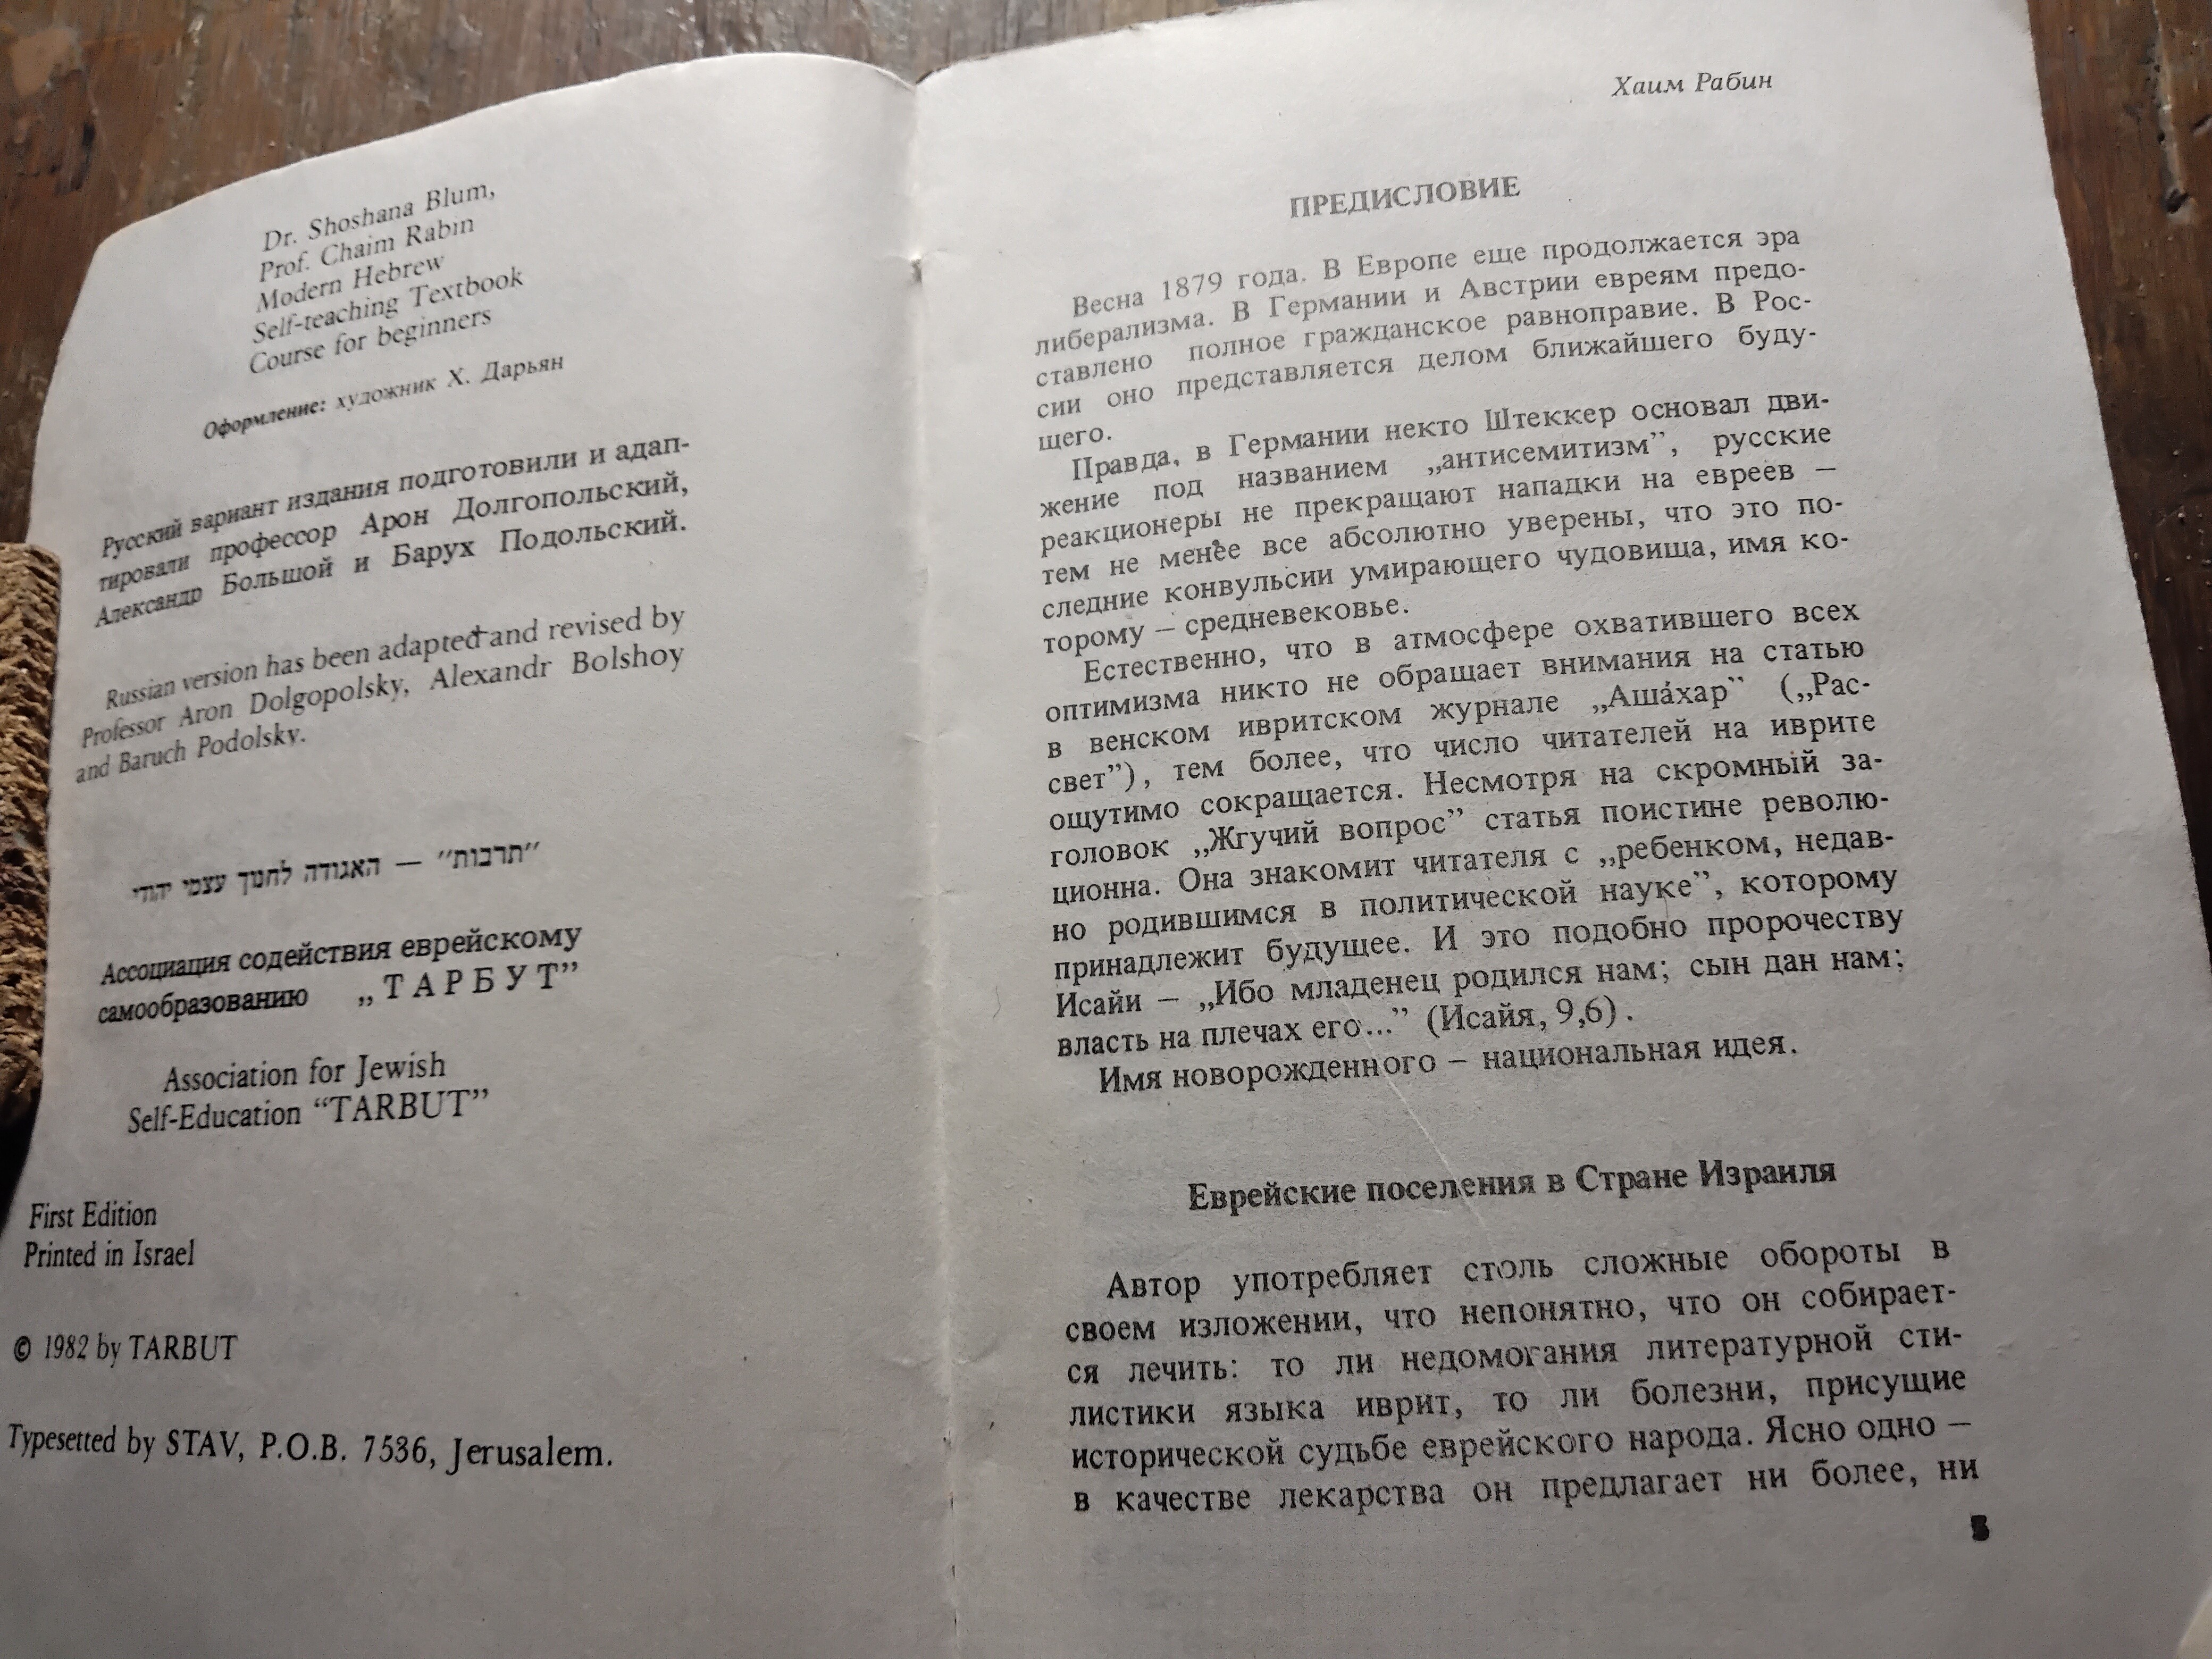 Dr. Shoshana Blum,
Prof. Chaim Rabin
Modern Hebrew
Self-teaching Textbook
Course for beginners
Оформление: художник Х. Дарьян
Русский вариант издания подготовили и адап-
тировали профессор Арон Долгопольский,
Александр Большой и Барух Подольский.
Russian version has been adapted and revised by
Professor Aron Dolgopolsky, Alexandr Bolshoy
and Baruch Podolsky.
״תרבות״ — האגודה לחנוך עצמי יהודי
Ассоциация содействия еврейскому
самообразованию „ТАРБУТ”
Association for Jewish
Self-Education “TARBUT”
First Edition
Printed in Israel
© 1982 by TARBUT
Typesetted by STAV, P.O.B. 7536, Jerusalem.
Хаим Рабин
ПРЕДИСЛОВИЕ
Весна 1879 года. В Европе еще продолжается эра
либерализма. В Германии и Австрии евреям предо-
ставлено полное гражданское равноправие. В Рос-
сии оно представляется делом ближайшего буду-
щего.
Правда, в Германии некто Штеккер основал дви-
жение под названием „антисемитизм”, русские
реакционеры не прекращают нападки на евреев —
тем не менее все абсолютно уверены, что это по-
следние конвульсии умирающего чудовища, имя ко-
торому — средневековье.
Естественно, что в атмосфере охватившего всех
оптимизма никто не обращает внимания на статью
в венском ивритском журнале „Аша́хар” („Рас-
свет”), тем более, что число читателей на иврите
ощутимо сокращается. Несмотря на скромный за-
головок „Жгучий вопрос” статья поистине револю-
ционна. Она знакомит читателя с „ребенком, недав-
но родившимся в политической науке”, которому
принадлежит будущее. И это подобно пророчеству
Исайи — „Ибо младенец родился нам; сын дан нам;
власть на плечах его...” (Исайя, 9,6).
Имя новорожденного — национальная идея.
Еврейские поселения в Стране Израиля
Автор употребляет столь сложные обороты в
своем изложении, что непонятно, что он собирает-
ся лечить: то ли недомогания литературной сти-
листики языка иврит, то ли болезни, присущие
исторической судьбе еврейского народа. Ясно одно —
в качестве лекарства он предлагает ни более, ни
5